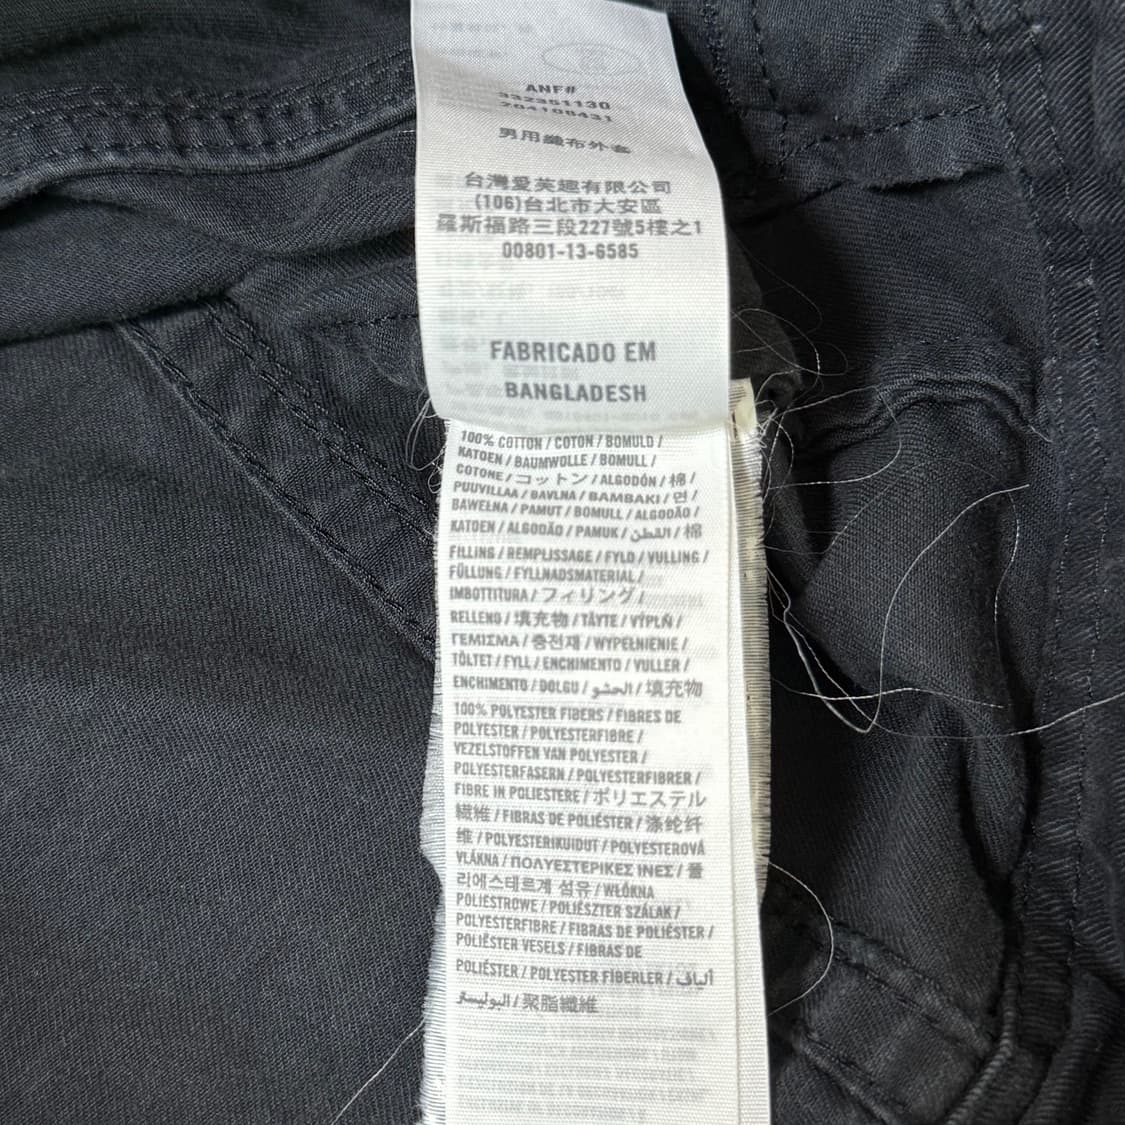 ANF#
332351130
204108431
男用織布外套
台灣愛芙趣有限公司
(106)台北市大安區
羅斯福路三段227號5樓之1
00801-13-6585
FABRICADO EM
BANGLADESH
100% COTTON / COTON / BOMULD /
KATOEN / BAUMWOLLE / BOMULL /
COTONE / コットン / ALGODÓN / 棉 /
PUUVILLAA / BAVLNA / BAMBAKI / 면 /
BAWEŁNA / PAMUT / BOMULL / ALGODÃO /
KATOEN / ALGODÃO / PAMUK / القطن / 棉
FILLING / REMPLISSAGE / FYLD / VULLING /
FÜLLUNG / FYLLNADSMATERIAL /
IMBOTTITURA / フィリング /
RELLENO / 填充物 / TÄYTE / VÝPLŇ /
ΓΕΜΙΣΜΑ / 충전재 / WYPEŁNIENIE /
TÖLTET / FYLL / ENCHIMENTO / VULLER /
ENCHIMENTO / DOLGU / الحشو / 填充物
100% POLYESTER FIBERS / FIBRES DE
POLYESTER / POLYESTERFIBRE /
VEZELSTOFFEN VAN POLYESTER /
POLYESTERFASERN / POLYESTERFIBRER /
FIBRE IN POLIESTERE / ポリエステル
繊維 / FIBRAS DE POLIÉSTER / 涤纶纤
维 / POLYESTERIKUIDUT / POLYESTEROVÁ
VLÁKNA / ΠΟΛΥΕΣΤΕΡΙΚΕΣ ΙΝΕΣ / 폴
리에스테르계 섬유 / WŁÓKNA
POLIESTROWE / POLIÉSZTER SZÁLAK /
POLYESTERFIBRE / FIBRAS DE POLIÉSTER /
POLIËSTER VESELS / FIBRAS DE
POLIÉSTER / POLYESTER FİBERLER / ألياف
البوليستر / 聚脂纖維